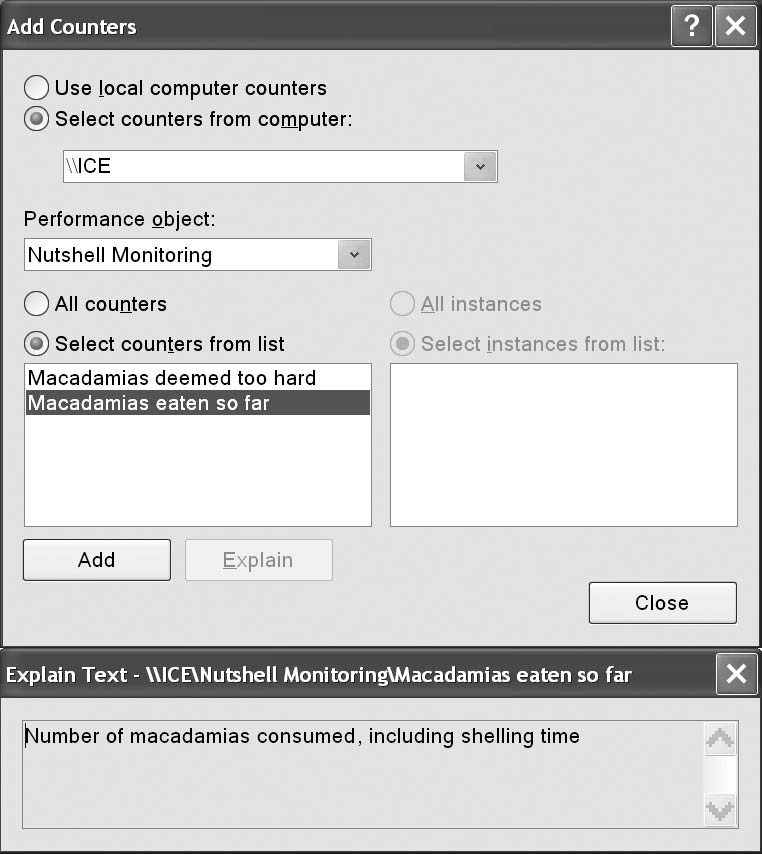 Add Counters
?
Use local computer counters
Select counters from computer:
\\ICE
Performance object:
Nutshell Monitoring
All counters
All instances
Select counters from list
Select instances from list:
Macadamias deemed too hard
Macadamias eaten so far
Add
Explain
Close
Explain Text - \\ICE\Nutshell Monitoring\Macadamias eaten so far
Number of macadamias consumed, including shelling time